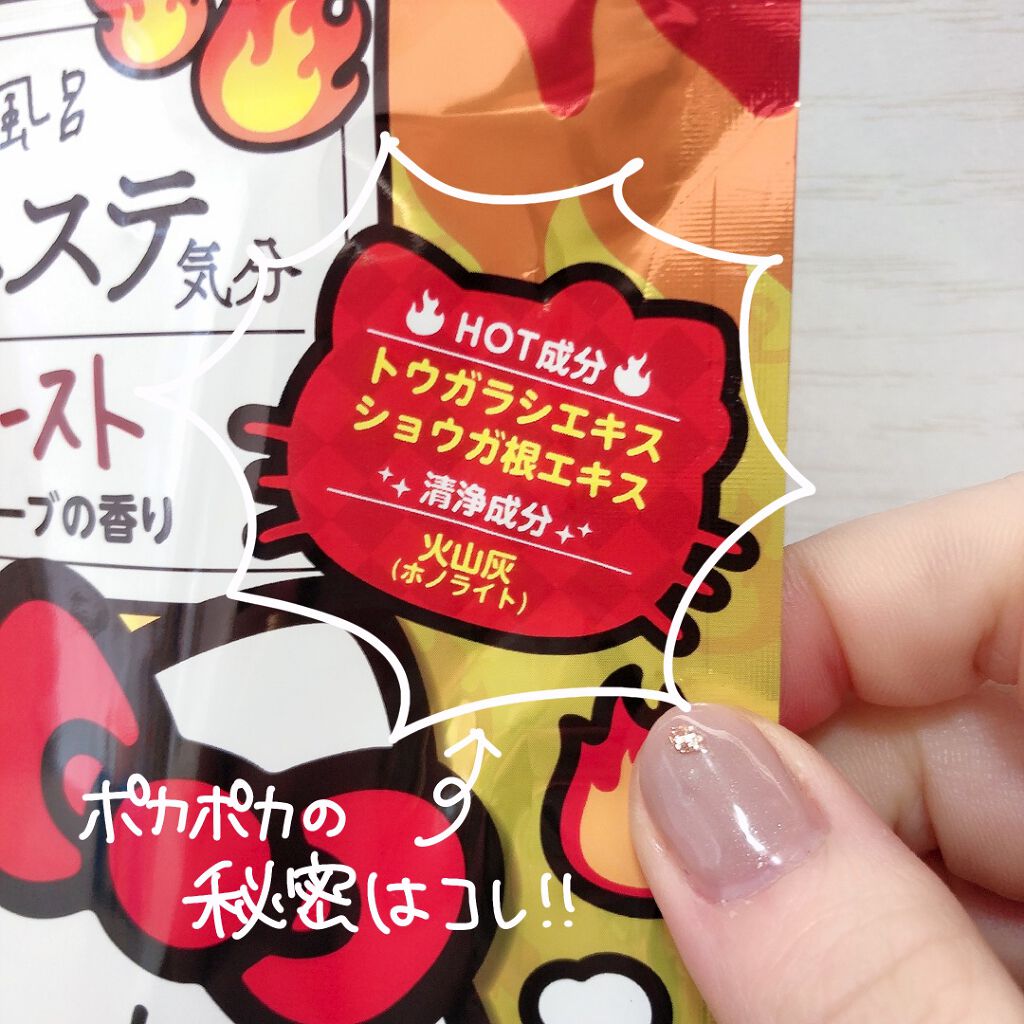 風呂
ステ気分
ースト
ーブの香り
HOT成分
トウガラシエキス
ショウガ根エキス
清浄成分
火山灰
(ホノライト)
ポカポカの
秘密はコレ!!